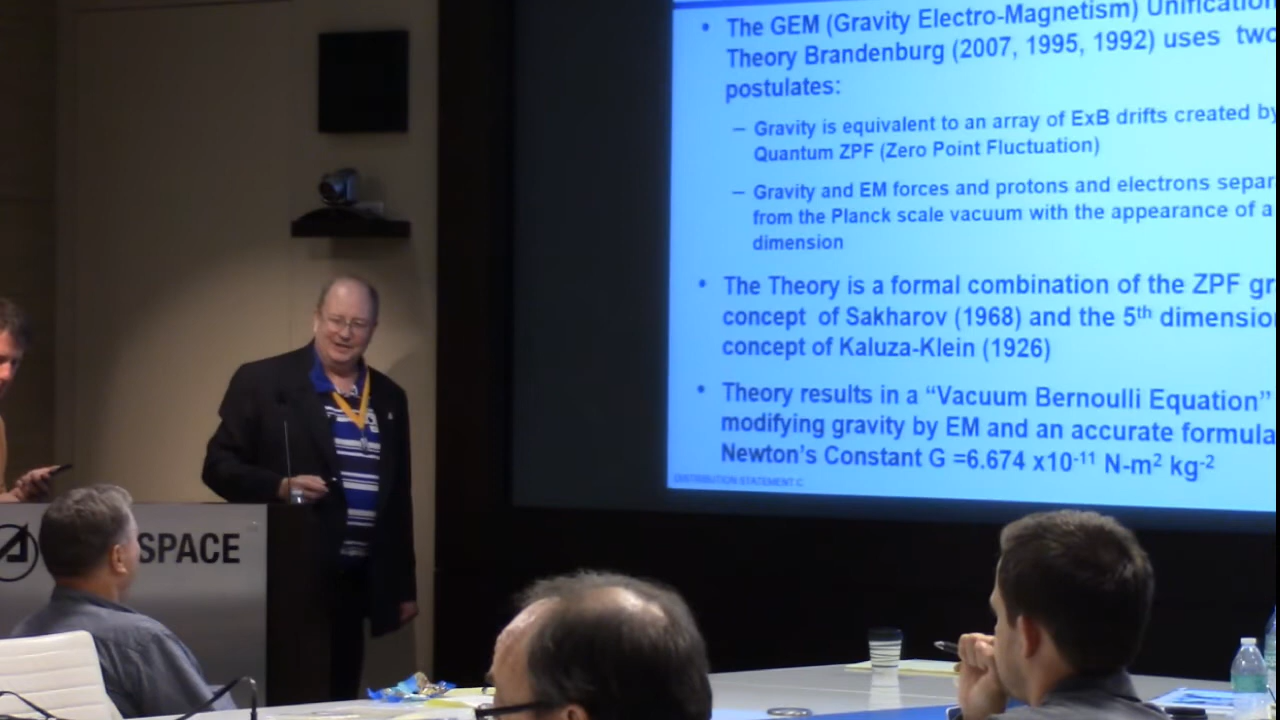 • The GEM (Gravity Electro-Magnetism) Unification
Theory Brandenburg (2007, 1995, 1992) uses two
postulates:
– Gravity is equivalent to an array of ExB drifts created by
Quantum ZPF (Zero Point Fluctuation)
– Gravity and EM forces and protons and electrons separ
from the Planck scale vacuum with the appearance of a
dimension
• The Theory is a formal combination of the ZPF gr
concept of Sakharov (1968) and the 5th dimensio
concept of Kaluza-Klein (1926)
• Theory results in a “Vacuum Bernoulli Equation”
modifying gravity by EM and an accurate formula
Newton's Constant G =6.674 x10-11 N-m2 kg-2
DISTRIBUTION STATEMENT C
SPACE